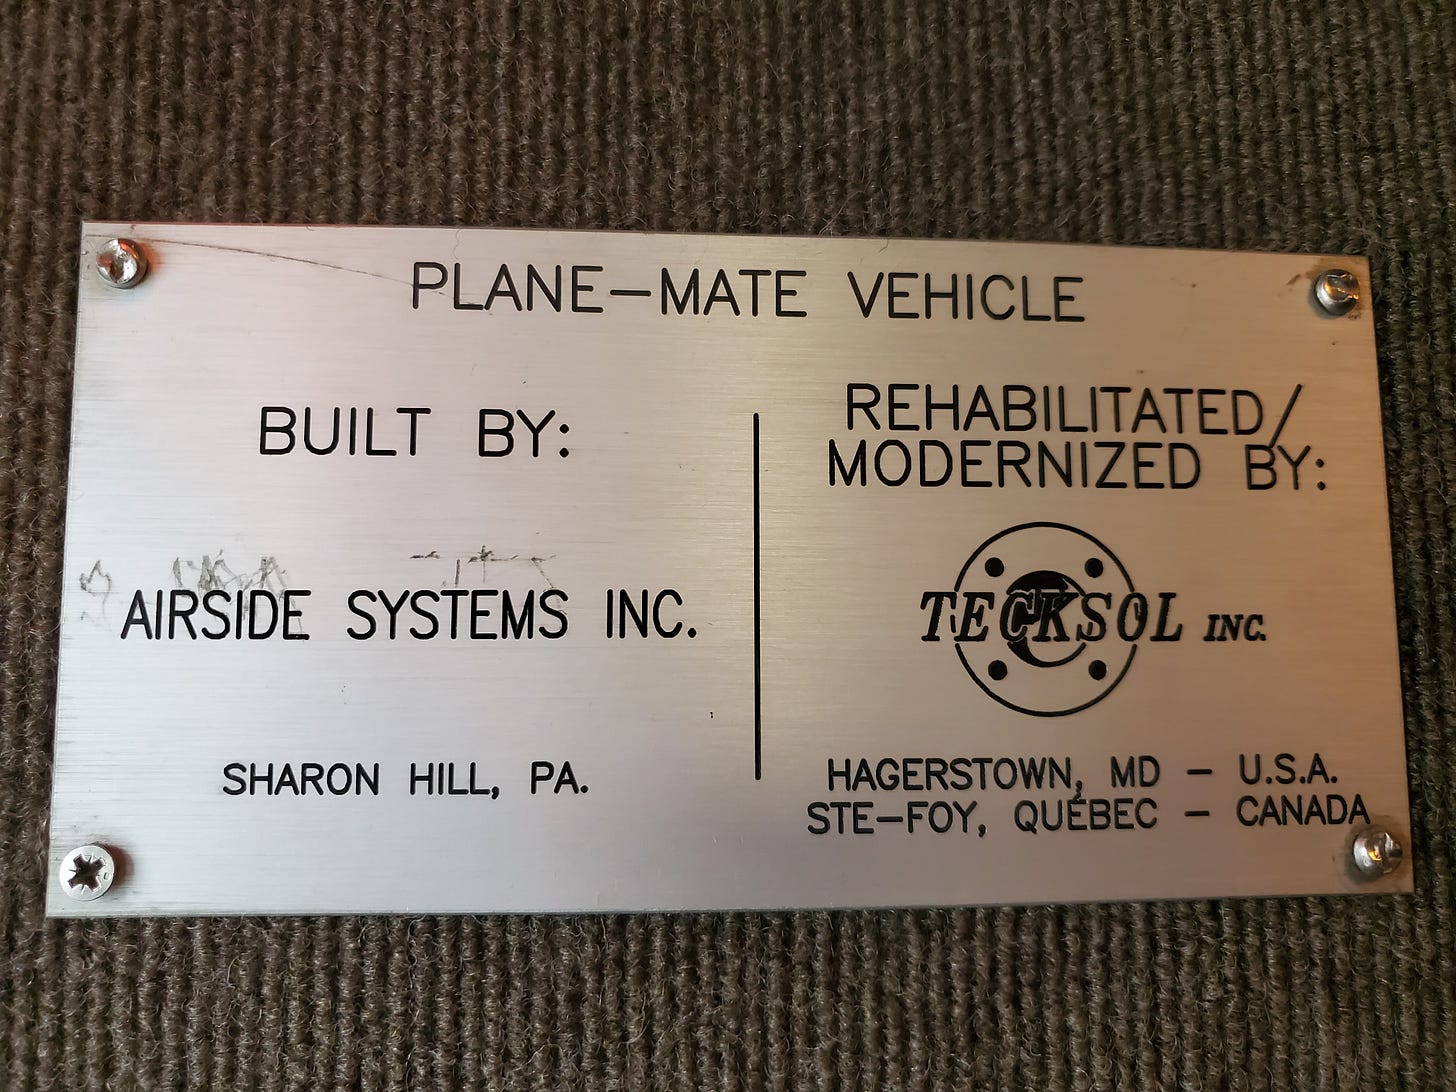 PLANE-MATE VEHICLE
BUILT BY:
AIRSIDE SYSTEMS INC.
SHARON HILL, PA.
REHABILITATED/
MODERNIZED BY:
TECKSOL INC.
HAGERSTOWN, MD - U.S.A.
STE-FOY, QUÉBEC - CANADA